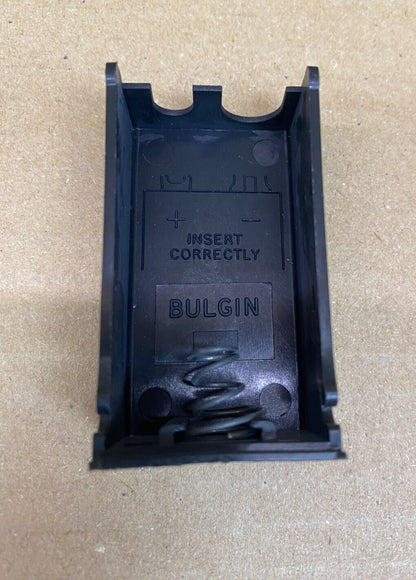 + -
INSERT
CORRECTLY
BULGIN